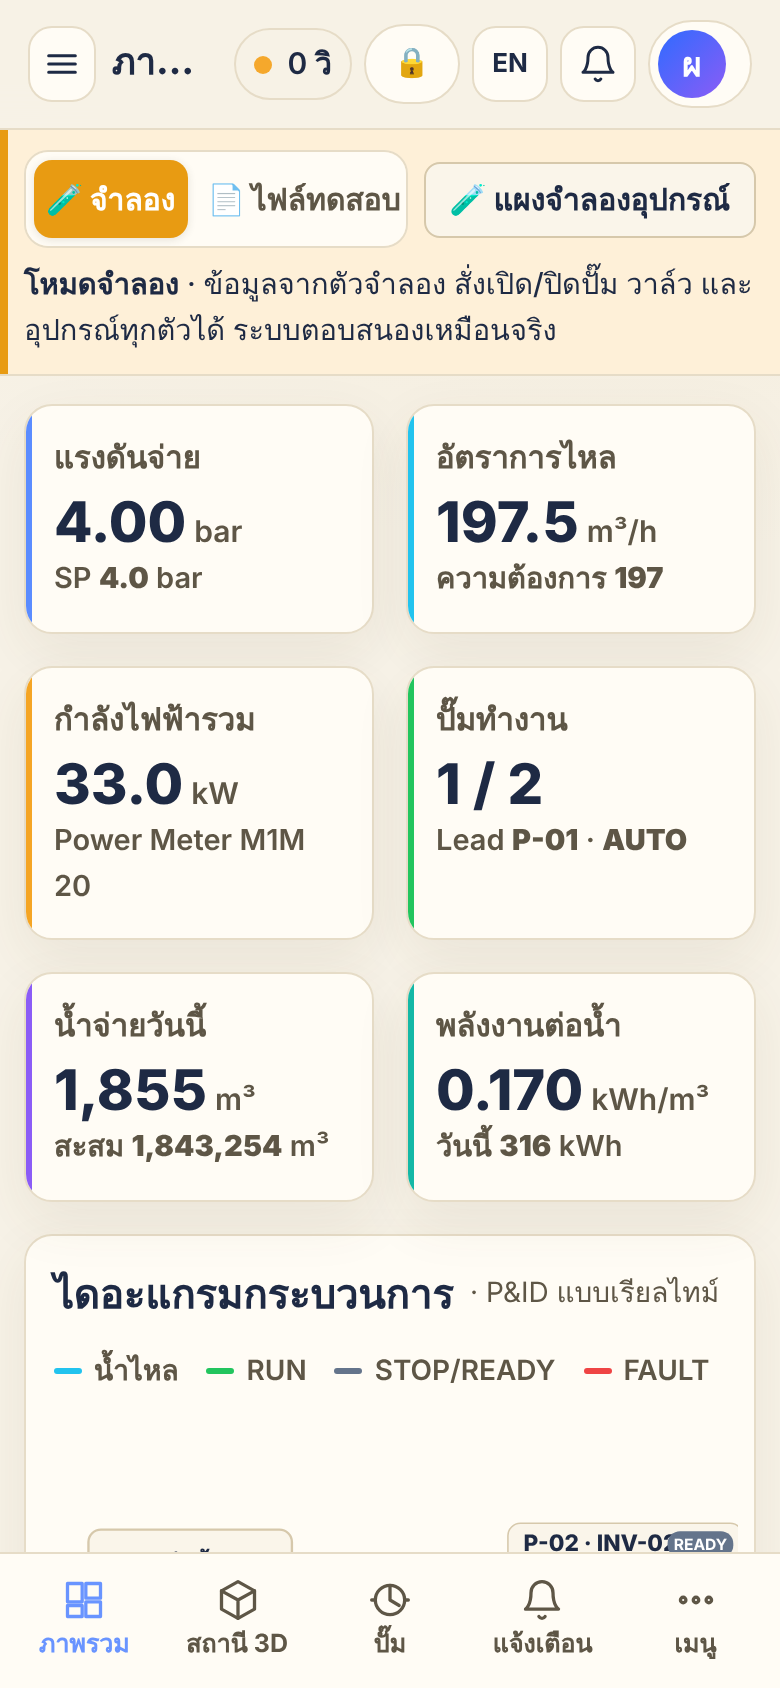 ภา...
0 วิ
EN
ผ
จำลอง
ไฟล์ทดสอบ
แผงจำลองอุปกรณ์
โหมดจำลอง · ข้อมูลจากตัวจำลอง สั่งเปิด/ปิดปั๊ม วาล์ว และ
อุปกรณ์ทุกตัวได้ ระบบตอบสนองเหมือนจริง
แรงดันจ่าย
4.00 bar
SP 4.0 bar
อัตราการไหล
197.5 m³/h
ความต้องการ 197
กำลังไฟฟ้ารวม
33.0 kW
Power Meter M1M
20
ปั๊มทำงาน
1 / 2
Lead P-01 · AUTO
น้ำจ่ายวันนี้
1,855 m³
สะสม 1,843,254 m³
พลังงานต่อน้ำ
0.170 kWh/m³
วันนี้ 316 kWh
ไดอะแกรมกระบวนการ · P&ID แบบเรียลไทม์
น้ำไหล
RUN
STOP/READY
FAULT
P-02 · INV-02
READY
ภาพรวม
สถานี 3D
ปั๊ม
แจ้งเตือน
เมนู